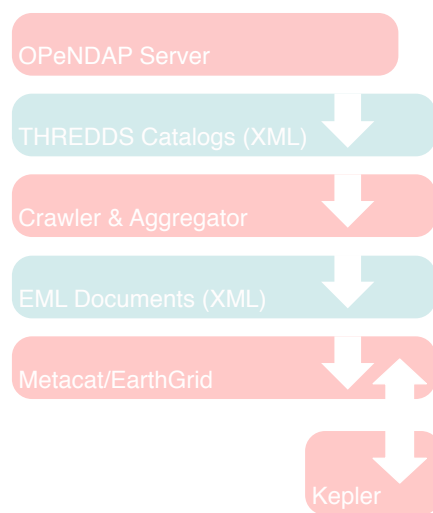 OPeNDAP Server
THREDDS Catalogs (XML)
Crawler & Aggregator
EML Documents (XML)
Metacat/EarthGrid
Kepler